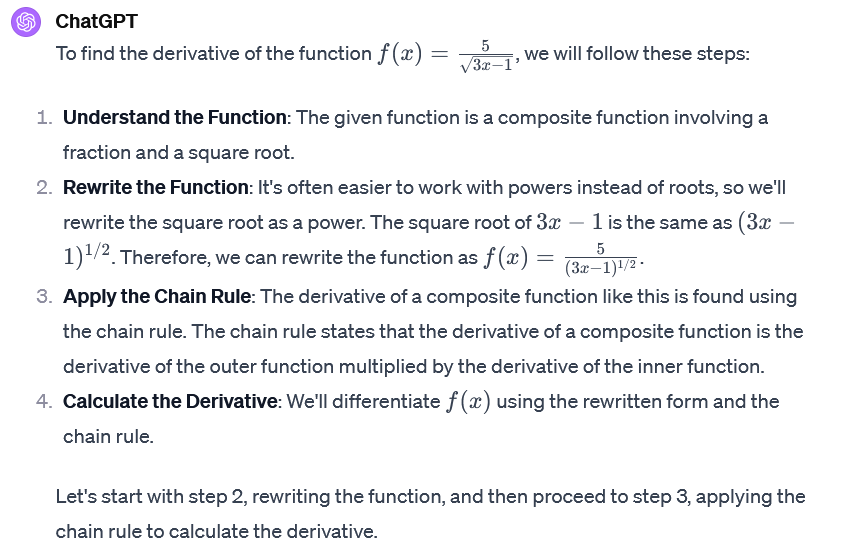 ChatGPT
To find the derivative of the function f(x) = 5/√3x−1, we will follow these steps:
1. Understand the Function: The given function is a composite function involving a
fraction and a square root.
2. Rewrite the Function: It's often easier to work with powers instead of roots, so we'll
rewrite the square root as a power. The square root of 3x − 1 is the same as (3x −
1)^1/2. Therefore, we can rewrite the function as f(x) = 5/(3x−1)^1/2.
3. Apply the Chain Rule: The derivative of a composite function like this is found using
the chain rule. The chain rule states that the derivative of a composite function is the
derivative of the outer function multiplied by the derivative of the inner function.
4. Calculate the Derivative: We'll differentiate f(x) using the rewritten form and the
chain rule.
Let's start with step 2, rewriting the function, and then proceed to step 3, applying the
chain rule to calculate the derivative.